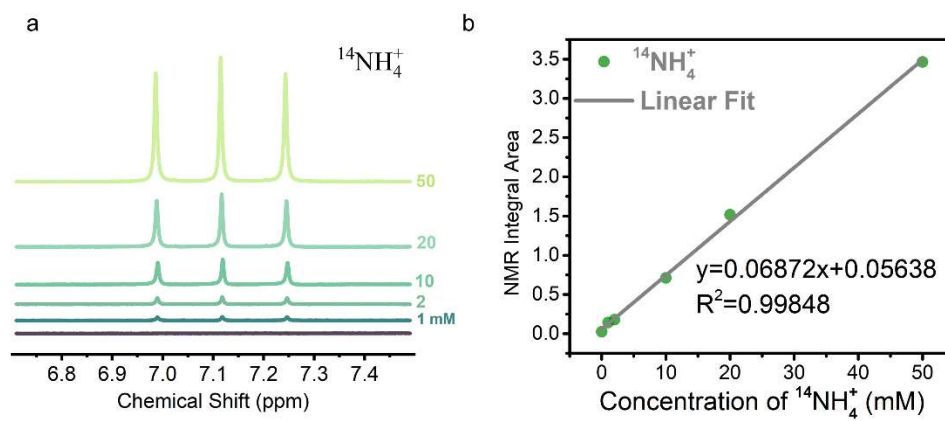 a
¹⁴NH₄⁺
50
20
10
2
1 mM
6.8 6.9 7.0 7.1 7.2 7.3 7.4
Chemical Shift (ppm)
b
3.5
3.0
2.5
2.0
1.5
1.0
0.5
0.0
NMR Integral Area
¹⁴NH₄⁺
Linear Fit
y=0.06872x+0.05638
R²=0.99848
0 10 20 30 40 50
Concentration of ¹⁴NH₄⁺ (mM)